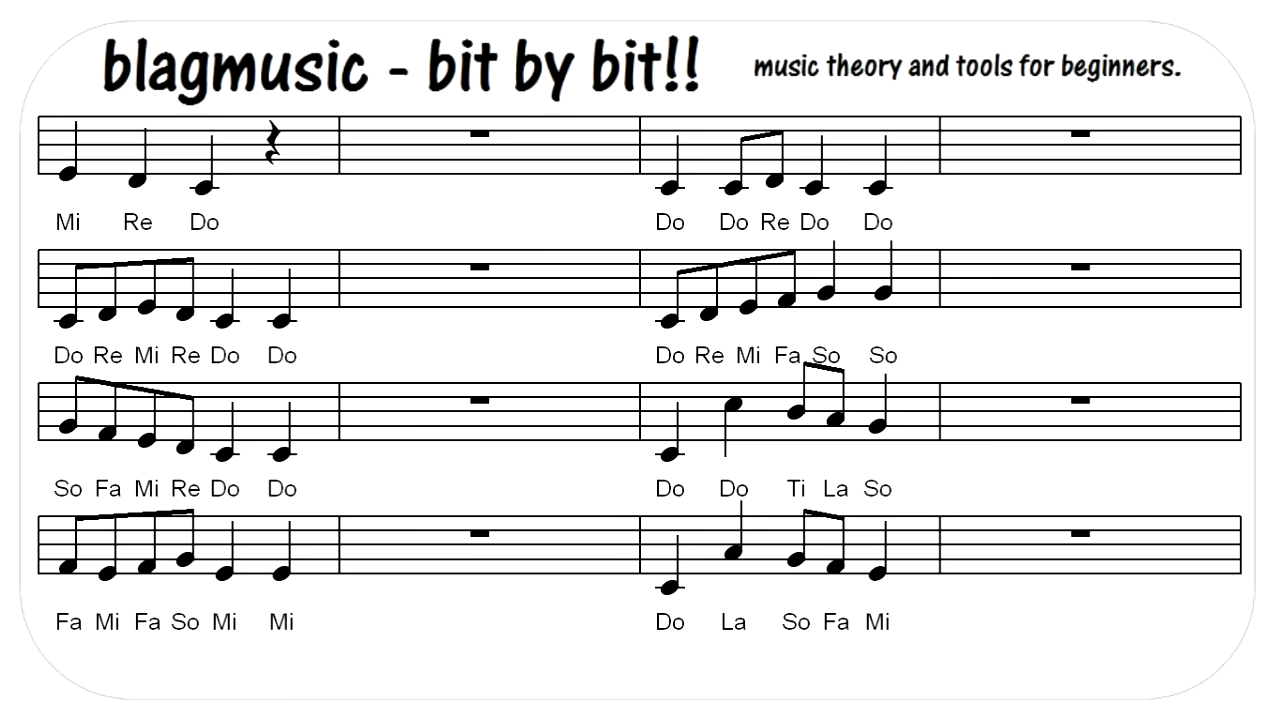 blagmusic - bit by bit!! music theory and tools for beginners.
Mi Re Do Do Do Re Do Do
Do Re Mi Re Do Do Do Re Mi Fa So So
So Fa Mi Re Do Do Do Do Ti La So
Fa Mi Fa So Mi Mi Do La So Fa Mi